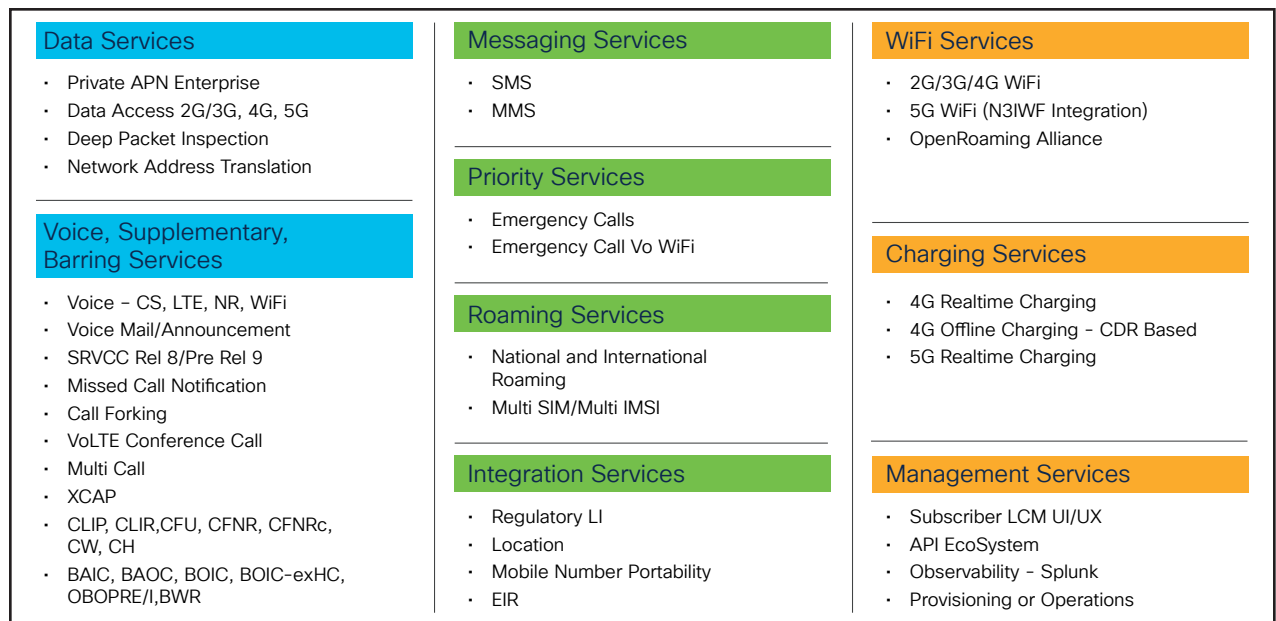 Data Services
· Private APN Enterprise
· Data Access 2G/3G, 4G, 5G
· Deep Packet Inspection
· Network Address Translation
Voice, Supplementary,
Barring Services
· Voice – CS, LTE, NR, WiFi
· Voice Mail/Announcement
· SRVCC Rel 8/Pre Rel 9
· Missed Call Notification
· Call Forking
· VoLTE Conference Call
· Multi Call
· XCAP
· CLIP, CLIR,CFU, CFNR, CFNRc,
CW, CH
· BAIC, BAOC, BOIC, BOIC-exHC,
OBOPRE/I,BWR
Messaging Services
· SMS
· MMS
Priority Services
· Emergency Calls
· Emergency Call Vo WiFi
Roaming Services
· National and International
Roaming
· Multi SIM/Multi IMSI
Integration Services
· Regulatory LI
· Location
· Mobile Number Portability
· EIR
WiFi Services
· 2G/3G/4G WiFi
· 5G WiFi (N3IWF Integration)
· OpenRoaming Alliance
Charging Services
· 4G Realtime Charging
· 4G Offline Charging - CDR Based
· 5G Realtime Charging
Management Services
· Subscriber LCM UI/UX
· API EcoSystem
· Observability - Splunk
· Provisioning or Operations